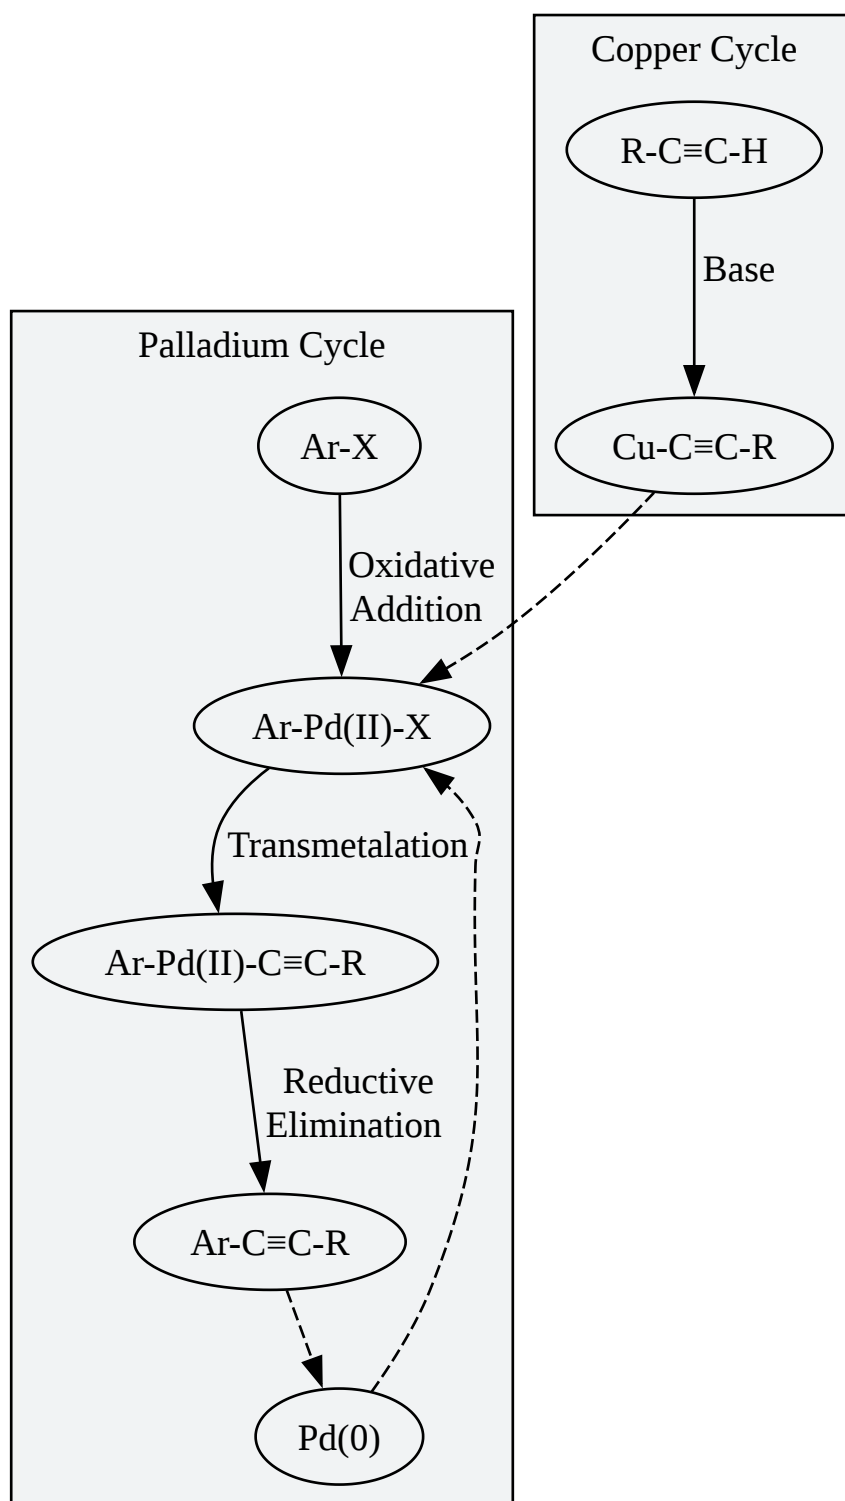 Copper Cycle
R-C≡C-H
Base
Cu-C≡C-R
Palladium Cycle
Ar-X
Oxidative
Addition
Ar-Pd(II)-X
Transmetalation
Ar-Pd(II)-C≡C-R
Reductive
Elimination
Ar-C≡C-R
Pd(0)